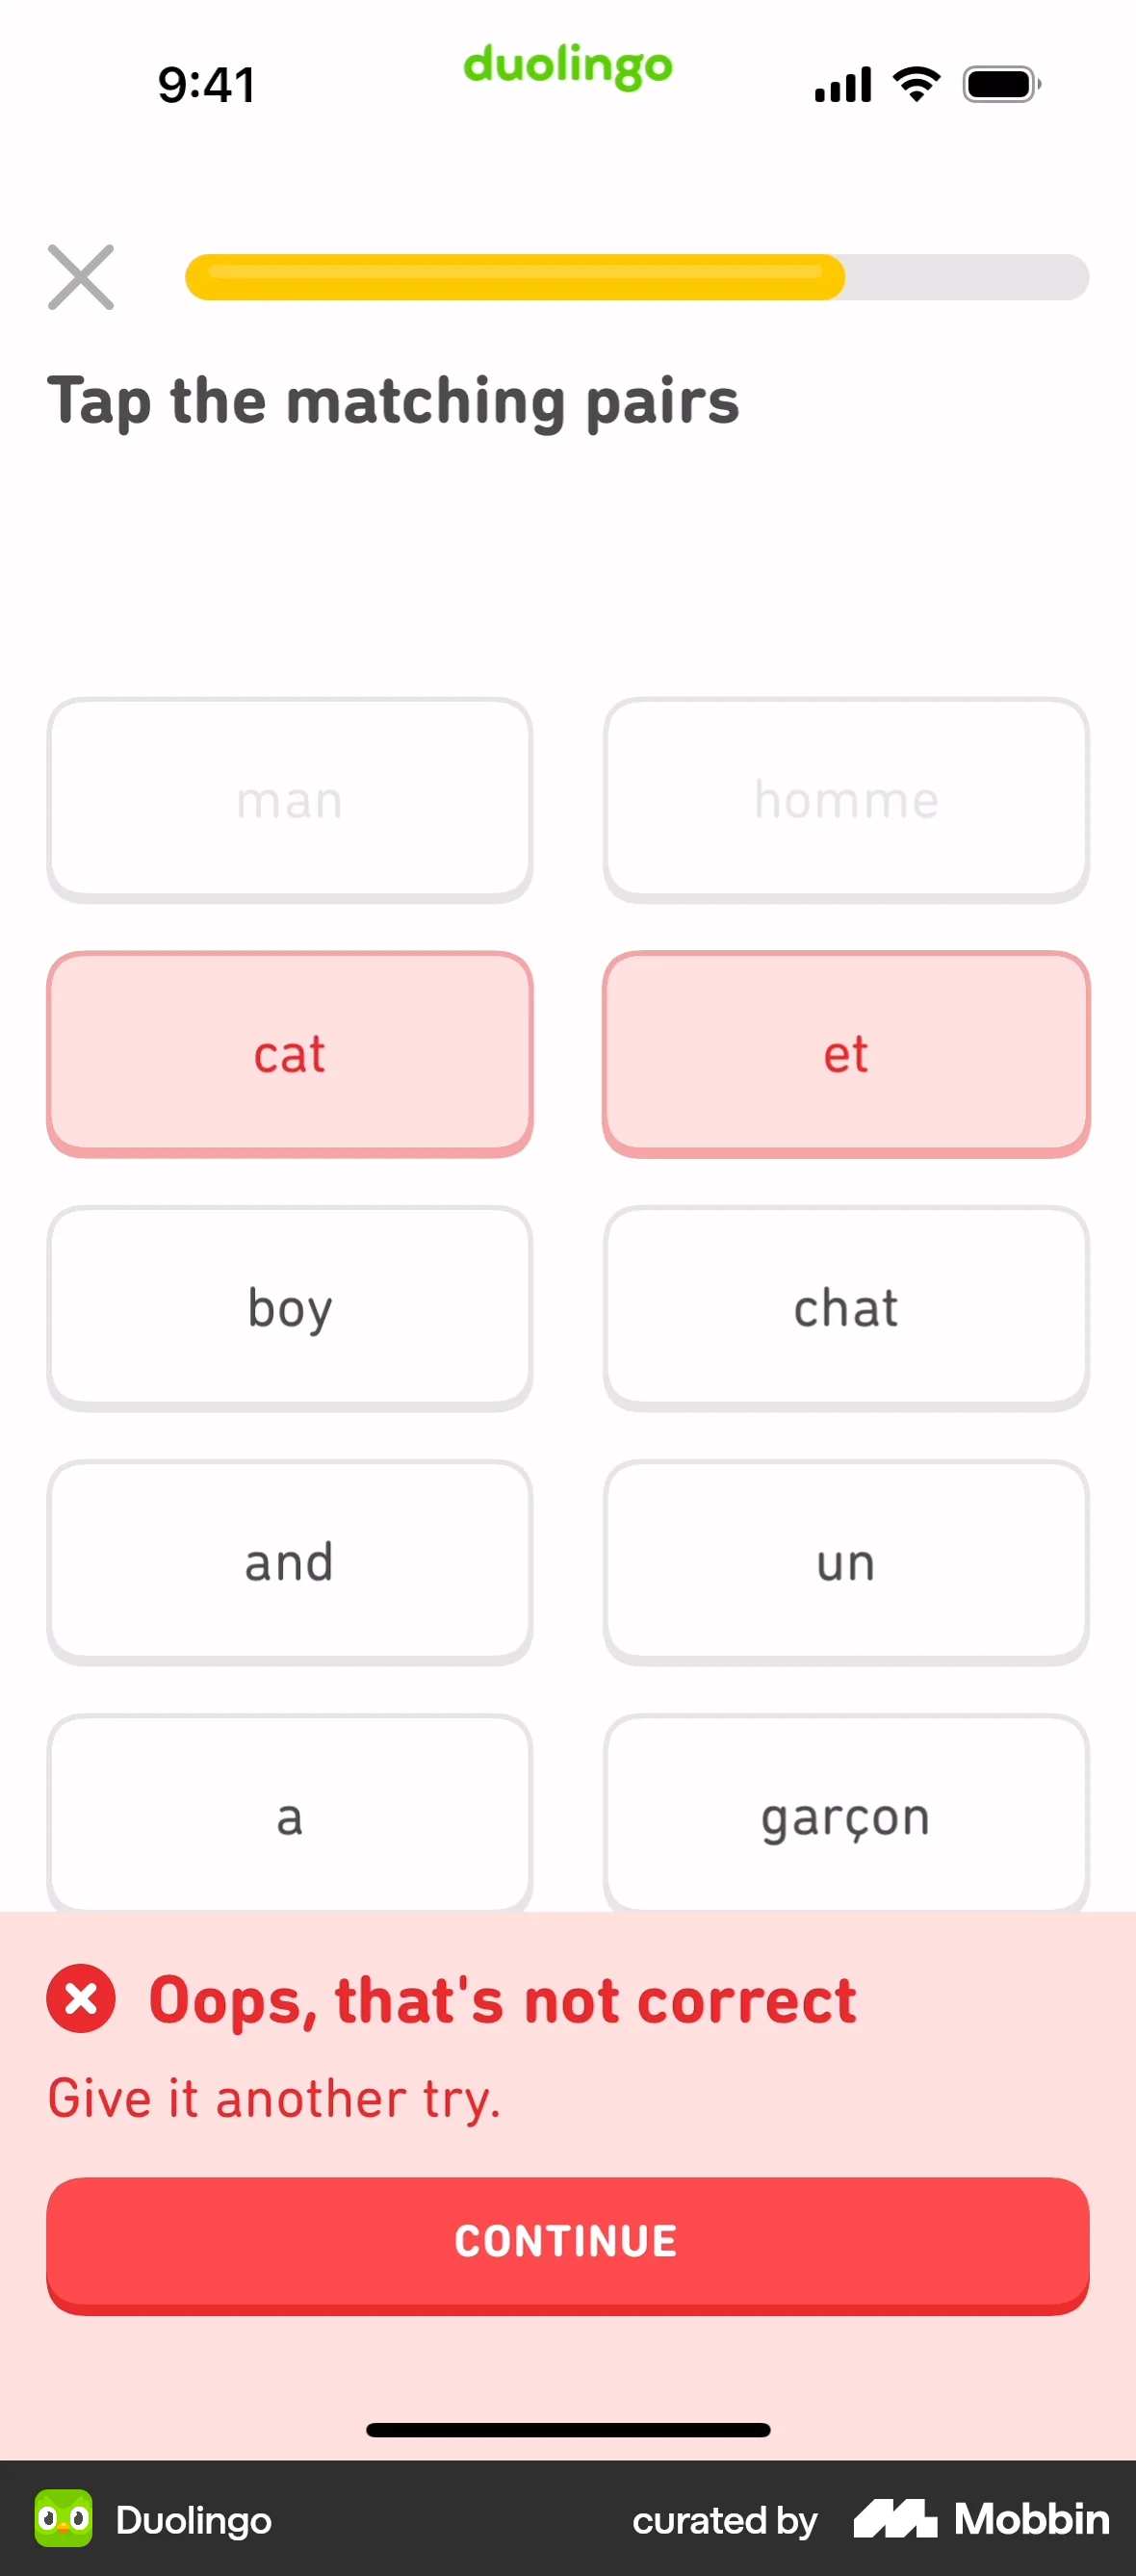 9:41
duolingo
Tap the matching pairs
man
homme
cat
et
boy
chat
and
un
a
garçon
Oops, that's not correct
Give it another try.
CONTINUE
Duolingo
curated by Mobbin